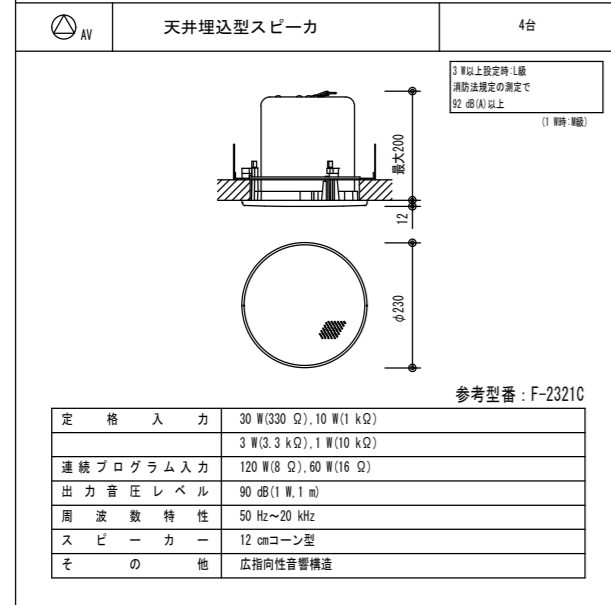 AV 天井埋込型スピーカ 4台
3 W以上設定時:L級
消防法規定の測定で
92 dB(A)以上
(1 W時:M級)
最大200
12
φ230
参考型番：F-2321C
定格入力 30 W(330 Ω),10 W(1 kΩ)
3 W(3.3 kΩ),1 W(10 kΩ)
連続プログラム入力 120 W(8 Ω),60 W(16 Ω)
出力音圧レベル 90 dB(1 W,1 m)
周波数特性 50 Hz～20 kHz
スピーカー 12 cmコーン型
その他 広指向性音響構造